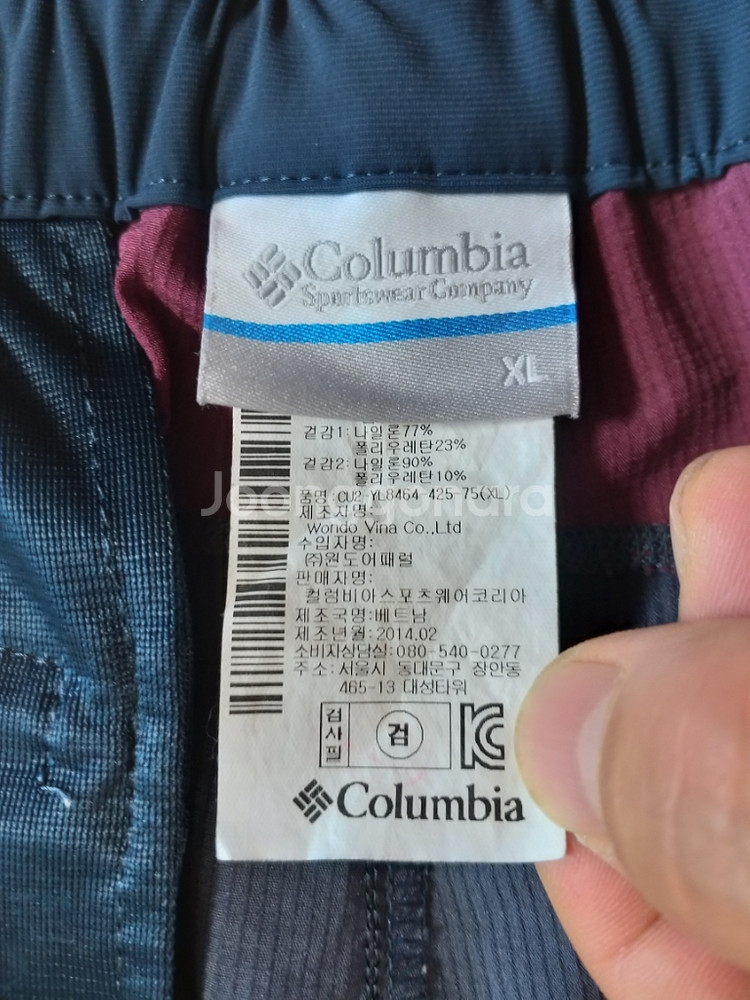 Columbia
Sportswear Company
XL
겉감1: 나일론77%
폴리우레탄23%
겉감2: 나일론90%
폴리우레탄10%
품명 CU2-YL8464-425-75(XL)
Joonggonara
제조자명:
Wondo Vina Co.,Ltd
수입자명:
(주)원도어패럴
판매자명:
컬럼비아스포츠웨어코리아
제조국명:베트남
제조년월:2014.02
소비자상담실:080-540-0277
주소:서울시 동대문구 장안동
465-13 대성타워
검사필
검
KC
Columbia